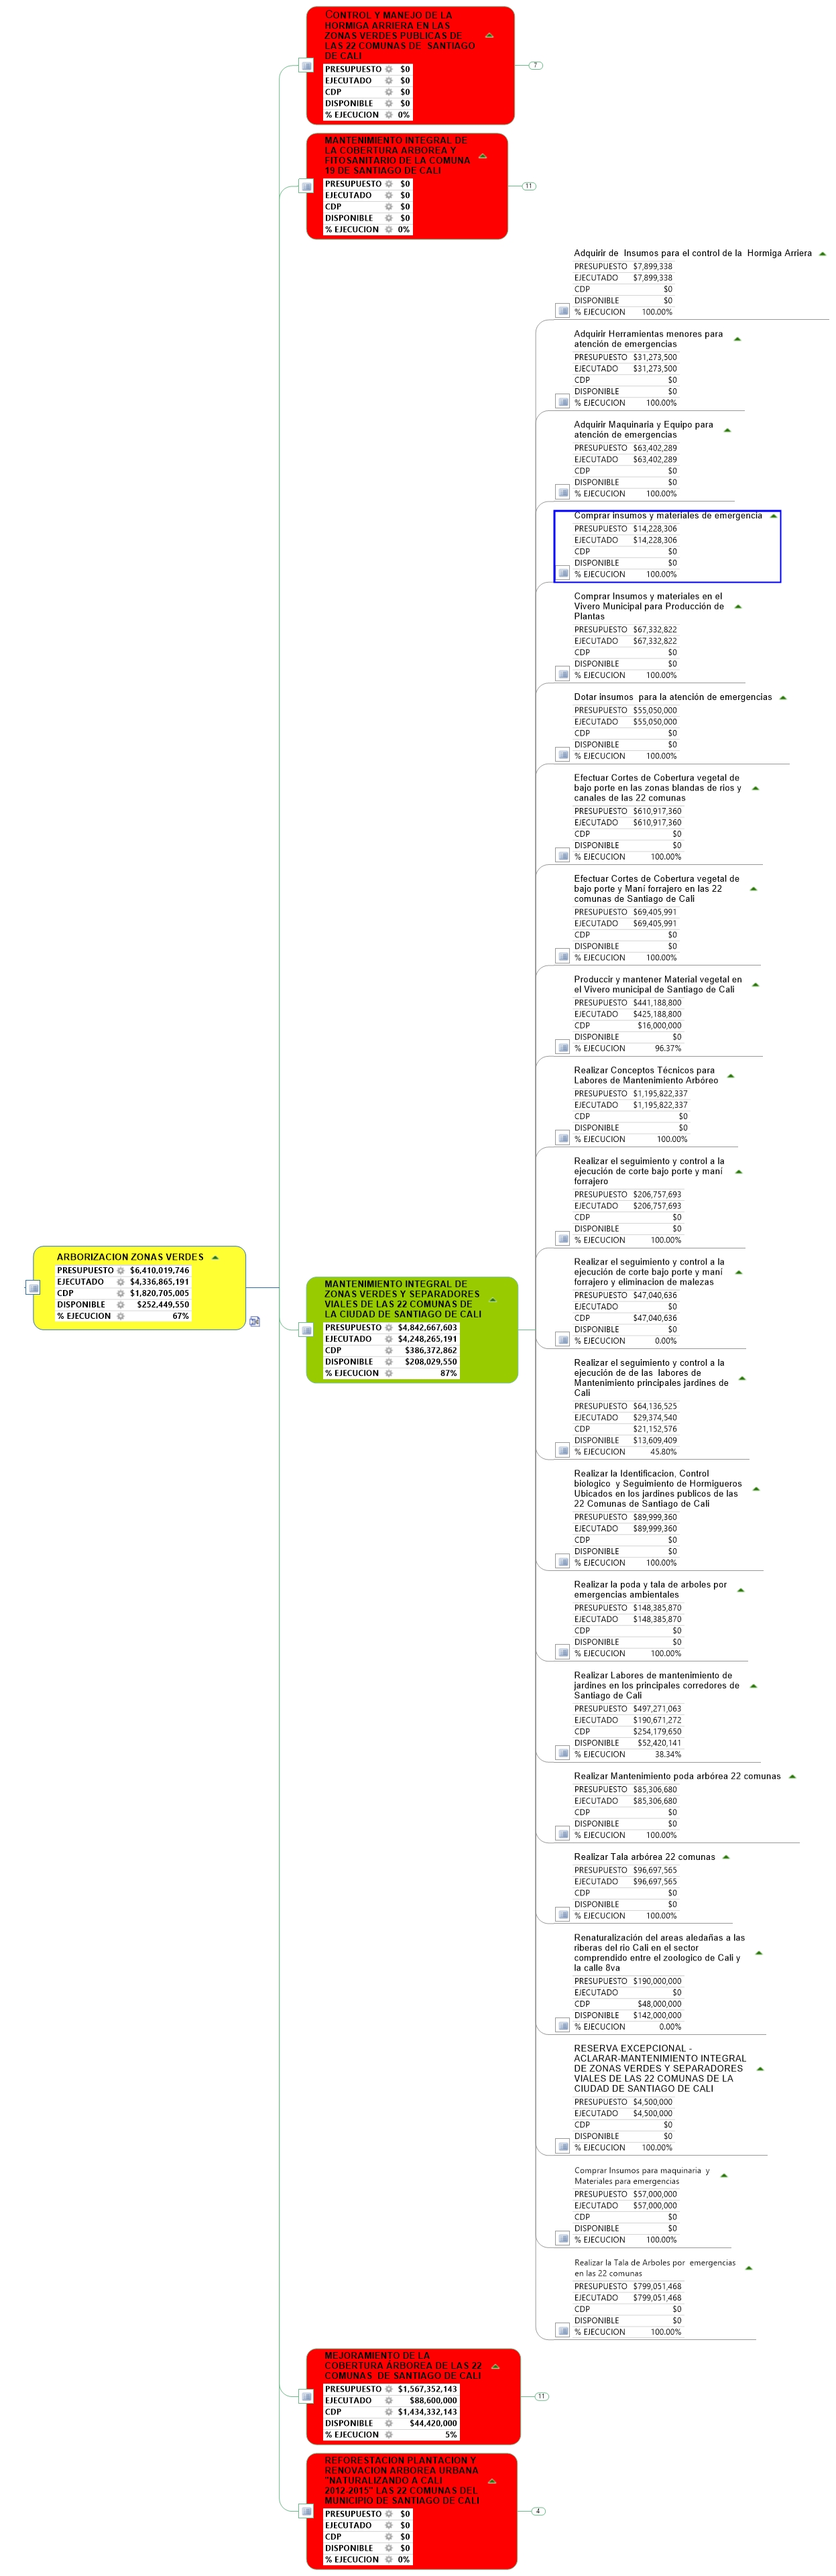 CONTROL Y MANEJO DE LA
HORMIGA ARRIERA EN LAS
ZONAS VERDES PUBLICAS DE
LAS 22 COMUNAS DE SANTIAGO
DE CALI
PRESUPUESTO $0
EJECUTADO $0
CDP $0
DISPONIBLE $0
% EJECUCION 0%
7
MANTENIMIENTO INTEGRAL DE
LA COBERTURA ARBOREA Y
FITOSANITARIO DE LA COMUNA
19 DE SANTIAGO DE CALI
PRESUPUESTO $0
EJECUTADO $0
CDP $0
DISPONIBLE $0
% EJECUCION 0%
11
ARBORIZACION ZONAS VERDES
PRESUPUESTO $6,410,019,746
EJECUTADO $4,336,865,191
CDP $1,820,705,005
DISPONIBLE $252,449,550
% EJECUCION 67%
MANTENIMIENTO INTEGRAL DE
ZONAS VERDES Y SEPARADORES
VIALES DE LAS 22 COMUNAS DE
LA CIUDAD DE SANTIAGO DE CALI
PRESUPUESTO $4,842,667,603
EJECUTADO $4,248,265,191
CDP $386,372,862
DISPONIBLE $208,029,550
% EJECUCION 87%
Adquirir de Insumos para el control de la Hormiga Arriera
PRESUPUESTO $7,899,338
EJECUTADO $7,899,338
CDP $0
DISPONIBLE $0
% EJECUCION 100.00%
Adquirir Herramientas menores para
atención de emergencias
PRESUPUESTO $31,273,500
EJECUTADO $31,273,500
CDP $0
DISPONIBLE $0
% EJECUCION 100.00%
Adquirir Maquinaria y Equipo para
atención de emergencias
PRESUPUESTO $63,402,289
EJECUTADO $63,402,289
CDP $0
DISPONIBLE $0
% EJECUCION 100.00%
Comprar insumos y materiales de emergencia
PRESUPUESTO $14,228,306
EJECUTADO $14,228,306
CDP $0
DISPONIBLE $0
% EJECUCION 100.00%
Comprar Insumos y materiales en el
Vivero Municipal para Producción de
Plantas
PRESUPUESTO $67,332,822
EJECUTADO $67,332,822
CDP $0
DISPONIBLE $0
% EJECUCION 100.00%
Dotar insumos para la atención de emergencias
PRESUPUESTO $55,050,000
EJECUTADO $55,050,000
CDP $0
DISPONIBLE $0
% EJECUCION 100.00%
Efectuar Cortes de Cobertura vegetal de
bajo porte en las zonas blandas de rios y
canales de las 22 comunas
PRESUPUESTO $610,917,360
EJECUTADO $610,917,360
CDP $0
DISPONIBLE $0
% EJECUCION 100.00%
Efectuar Cortes de Cobertura vegetal de
bajo porte y Maní forrajero en las 22
comunas de Santiago de Cali
PRESUPUESTO $69,405,991
EJECUTADO $69,405,991
CDP $0
DISPONIBLE $0
% EJECUCION 100.00%
Produccir y mantener Material vegetal en
el Vivero municipal de Santiago de Cali
PRESUPUESTO $441,188,800
EJECUTADO $425,188,800
CDP $16,000,000
DISPONIBLE $0
% EJECUCION 96.37%
Realizar Conceptos Técnicos para
Labores de Mantenimiento Arbóreo
PRESUPUESTO $1,195,822,337
EJECUTADO $1,195,822,337
CDP $0
DISPONIBLE $0
% EJECUCION 100.00%
Realizar el seguimiento y control a la
ejecución de corte bajo porte y maní
forrajero
PRESUPUESTO $206,757,693
EJECUTADO $206,757,693
CDP $0
DISPONIBLE $0
% EJECUCION 100.00%
Realizar el seguimiento y control a la
ejecución de corte bajo porte y maní
forrajero y eliminacion de malezas
PRESUPUESTO $47,040,636
EJECUTADO $0
CDP $47,040,636
DISPONIBLE $0
% EJECUCION 0.00%
Realizar el seguimiento y control a la
ejecución de de las labores de
Mantenimiento principales jardines de
Cali
PRESUPUESTO $64,136,525
EJECUTADO $29,374,540
CDP $21,152,576
DISPONIBLE $13,609,409
% EJECUCION 45.80%
Realizar la Identificacion, Control
biologico y Seguimiento de Hormigueros
Ubicados en los jardines publicos de las
22 Comunas de Santiago de Cali
PRESUPUESTO $89,999,360
EJECUTADO $89,999,360
CDP $0
DISPONIBLE $0
% EJECUCION 100.00%
Realizar la poda y tala de arboles por
emergencias ambientales
PRESUPUESTO $148,385,870
EJECUTADO $148,385,870
CDP $0
DISPONIBLE $0
% EJECUCION 100.00%
Realizar Labores de mantenimiento de
jardines en los principales corredores de
Santiago de Cali
PRESUPUESTO $497,271,063
EJECUTADO $190,671,272
CDP $254,179,650
DISPONIBLE $52,420,141
% EJECUCION 38.34%
Realizar Mantenimiento poda arbórea 22 comunas
PRESUPUESTO $85,306,680
EJECUTADO $85,306,680
CDP $0
DISPONIBLE $0
% EJECUCION 100.00%
Realizar Tala arbórea 22 comunas
PRESUPUESTO $96,697,565
EJECUTADO $96,697,565
CDP $0
DISPONIBLE $0
% EJECUCION 100.00%
Renaturalización del areas aledañas a las
riberas del rio Cali en el sector
comprendido entre el zoologico de Cali y
la calle 8va
PRESUPUESTO $190,000,000
EJECUTADO $0
CDP $48,000,000
DISPONIBLE $142,000,000
% EJECUCION 0.00%
RESERVA EXCEPCIONAL -
ACLARAR-MANTENIMIENTO INTEGRAL
DE ZONAS VERDES Y SEPARADORES
VIALES DE LAS 22 COMUNAS DE LA
CIUDAD DE SANTIAGO DE CALI
PRESUPUESTO $4,500,000
EJECUTADO $4,500,000
CDP $0
DISPONIBLE $0
% EJECUCION 100.00%
Comprar Insumos para maquinaria y
Materiales para emergencias
PRESUPUESTO $57,000,000
EJECUTADO $57,000,000
CDP $0
DISPONIBLE $0
% EJECUCION 100.00%
Realizar la Tala de Arboles por emergencias
en las 22 comunas
PRESUPUESTO $799,051,468
EJECUTADO $799,051,468
CDP $0
DISPONIBLE $0
% EJECUCION 100.00%
MEJORAMIENTO DE LA
COBERTURA ÁRBOREA DE LAS 22
COMUNAS DE SANTIAGO DE CALI
PRESUPUESTO $1,567,352,143
EJECUTADO $88,600,000
CDP $1,434,332,143
DISPONIBLE $44,420,000
% EJECUCION 5%
11
REFORESTACION PLANTACION Y
RENOVACION ARBOREA URBANA
"NATURALIZANDO A CALI
2012-2015" LAS 22 COMUNAS DEL
MUNICIPIO DE SANTIAGO DE CALI
PRESUPUESTO $0
EJECUTADO $0
CDP $0
DISPONIBLE $0
% EJECUCION 0%
4